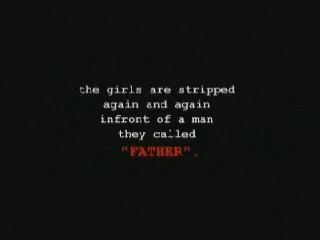 the girls are stripped
again and again
infront of a man
they called
"FATHER".